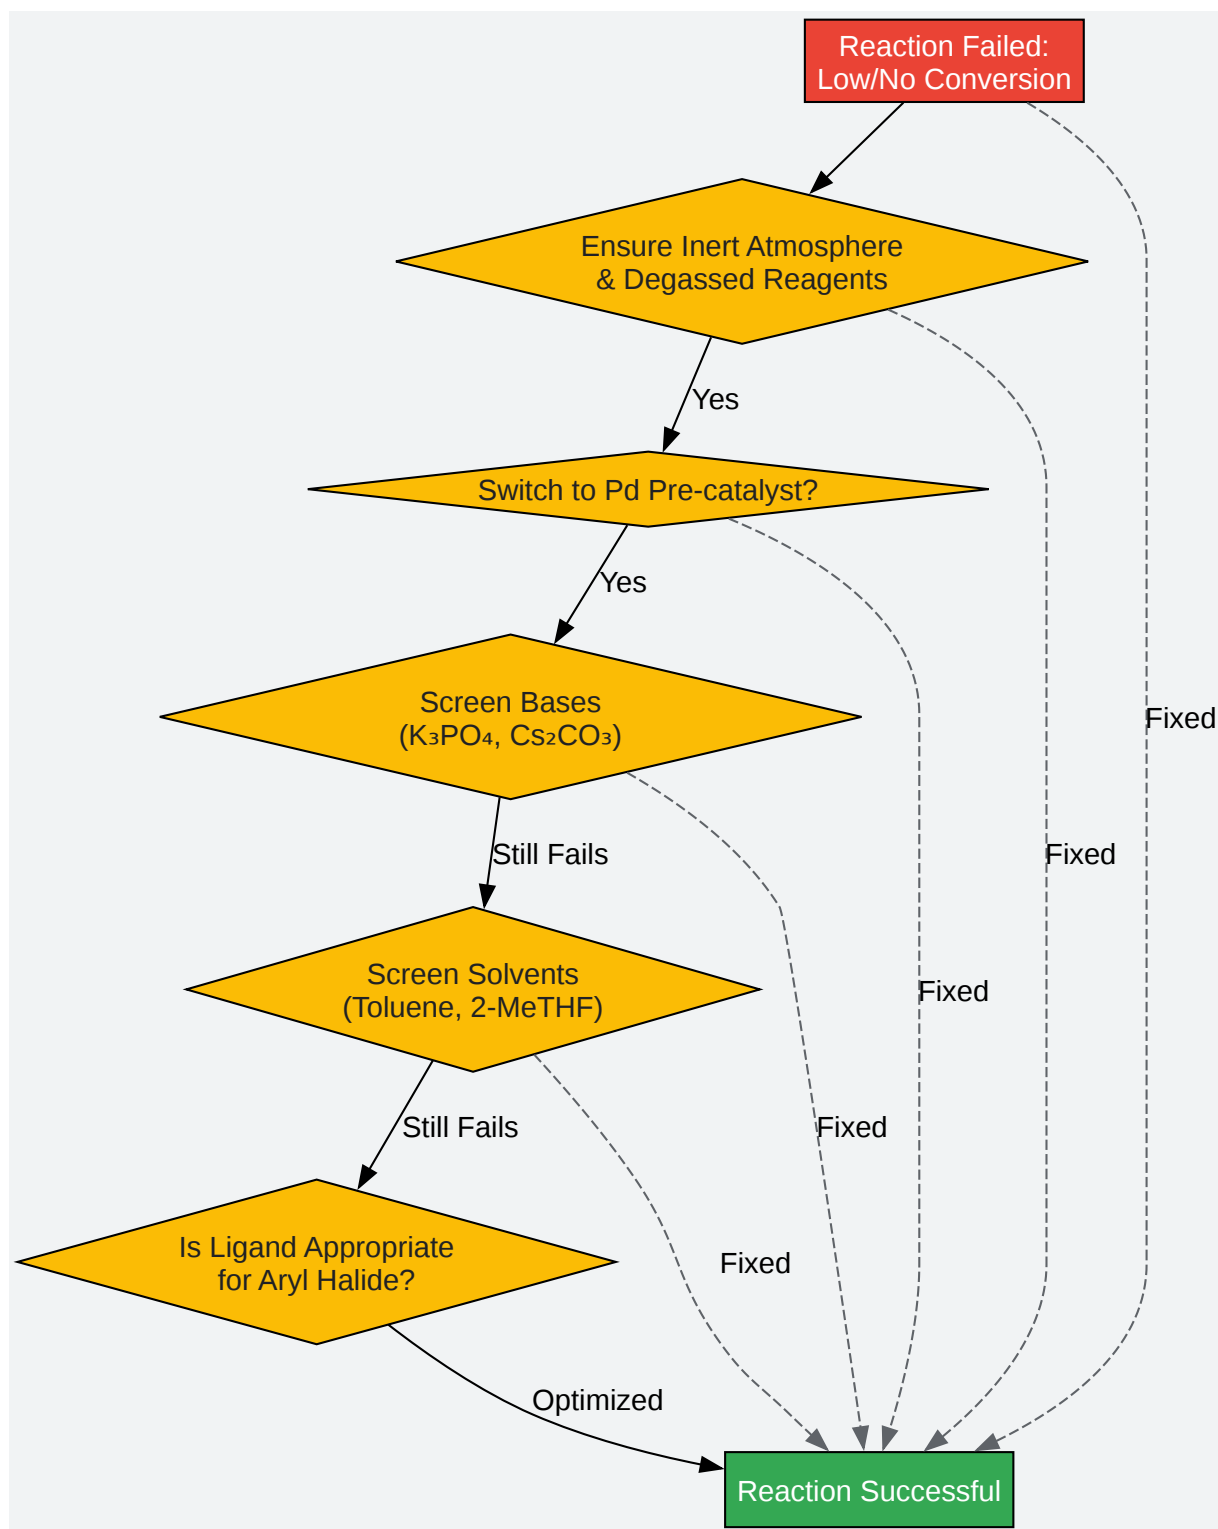 Reaction Failed:
Low/No Conversion
Ensure Inert Atmosphere
& Degassed Reagents
Yes
Switch to Pd Pre-catalyst?
Yes
Screen Bases
(K₃PO₄, Cs₂CO₃)
Fixed
Still Fails
Fixed
Screen Solvents
(Toluene, 2-MeTHF)
Fixed
Still Fails
Fixed
Is Ligand Appropriate
for Aryl Halide?
Fixed
Optimized
Reaction Successful